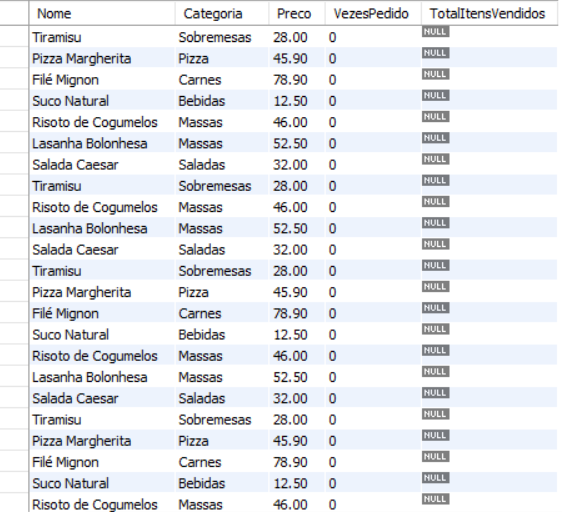 Nome Categoria Preco VezesPedido TotalItensVendidos
Tiramisu Sobremesas 28.00 0 NULL
Pizza Margherita Pizza 45.90 0 NULL
Filé Mignon Carnes 78.90 0 NULL
Suco Natural Bebidas 12.50 0 NULL
Risoto de Cogumelos Massas 46.00 0 NULL
Lasanha Bolonhesa Massas 52.50 0 NULL
Salada Caesar Saladas 32.00 0 NULL
Tiramisu Sobremesas 28.00 0 NULL
Risoto de Cogumelos Massas 46.00 0 NULL
Lasanha Bolonhesa Massas 52.50 0 NULL
Salada Caesar Saladas 32.00 0 NULL
Tiramisu Sobremesas 28.00 0 NULL
Pizza Margherita Pizza 45.90 0 NULL
Filé Mignon Carnes 78.90 0 NULL
Suco Natural Bebidas 12.50 0 NULL
Risoto de Cogumelos Massas 46.00 0 NULL
Lasanha Bolonhesa Massas 52.50 0 NULL
Salada Caesar Saladas 32.00 0 NULL
Tiramisu Sobremesas 28.00 0 NULL
Pizza Margherita Pizza 45.90 0 NULL
Filé Mignon Carnes 78.90 0 NULL
Suco Natural Bebidas 12.50 0 NULL
Risoto de Cogumelos Massas 46.00 0 NULL